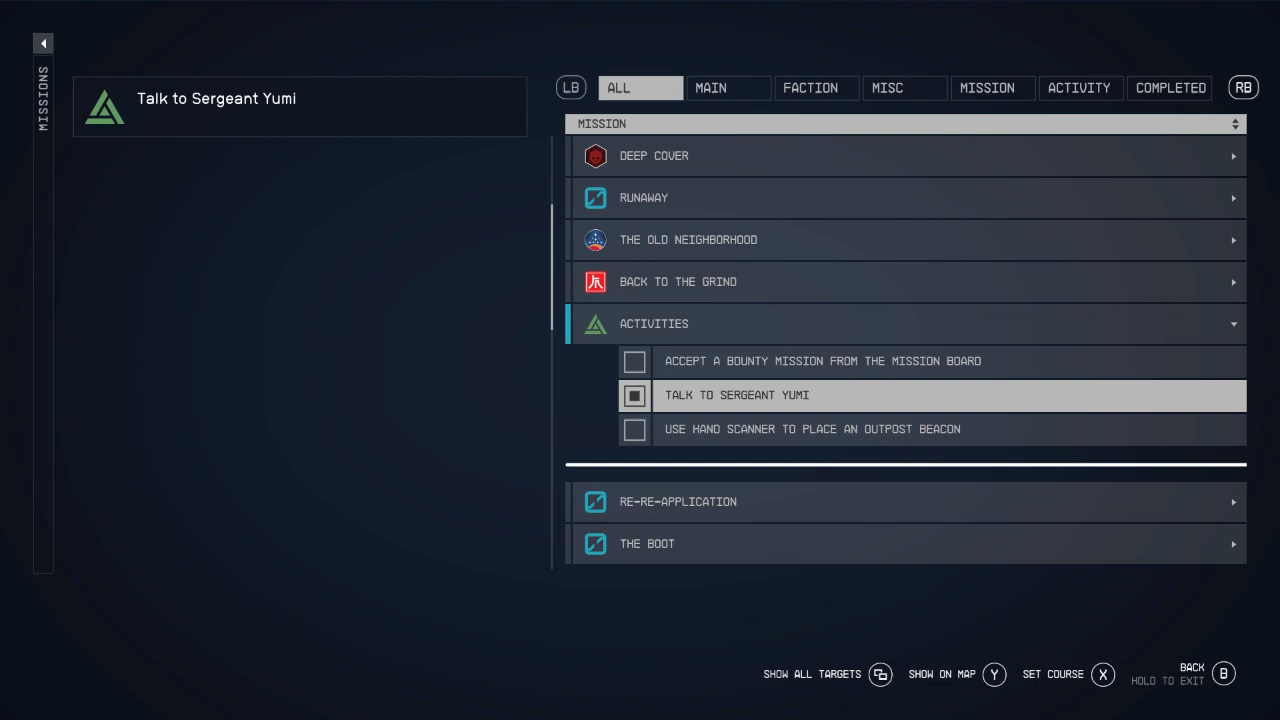 MISSIONS
Talk to Sergeant Yumi
LB
ALL
MAIN
FACTION
MISC
MISSION
ACTIVITY
COMPLETED
RB
MISSION
DEEP COVER
RUNAWAY
THE OLD NEIGHBORHOOD
BACK TO THE GRIND
ACTIVITIES
ACCEPT A BOUNTY MISSION FROM THE MISSION BOARD
TALK TO SERGEANT YUMI
USE HAND SCANNER TO PLACE AN OUTPOST BEACON
RE-RE-APPLICATION
THE BOOT
SHOW ALL TARGETS
SHOW ON MAP Y
SET COURSE X
BACK B
HOLD TO EXIT